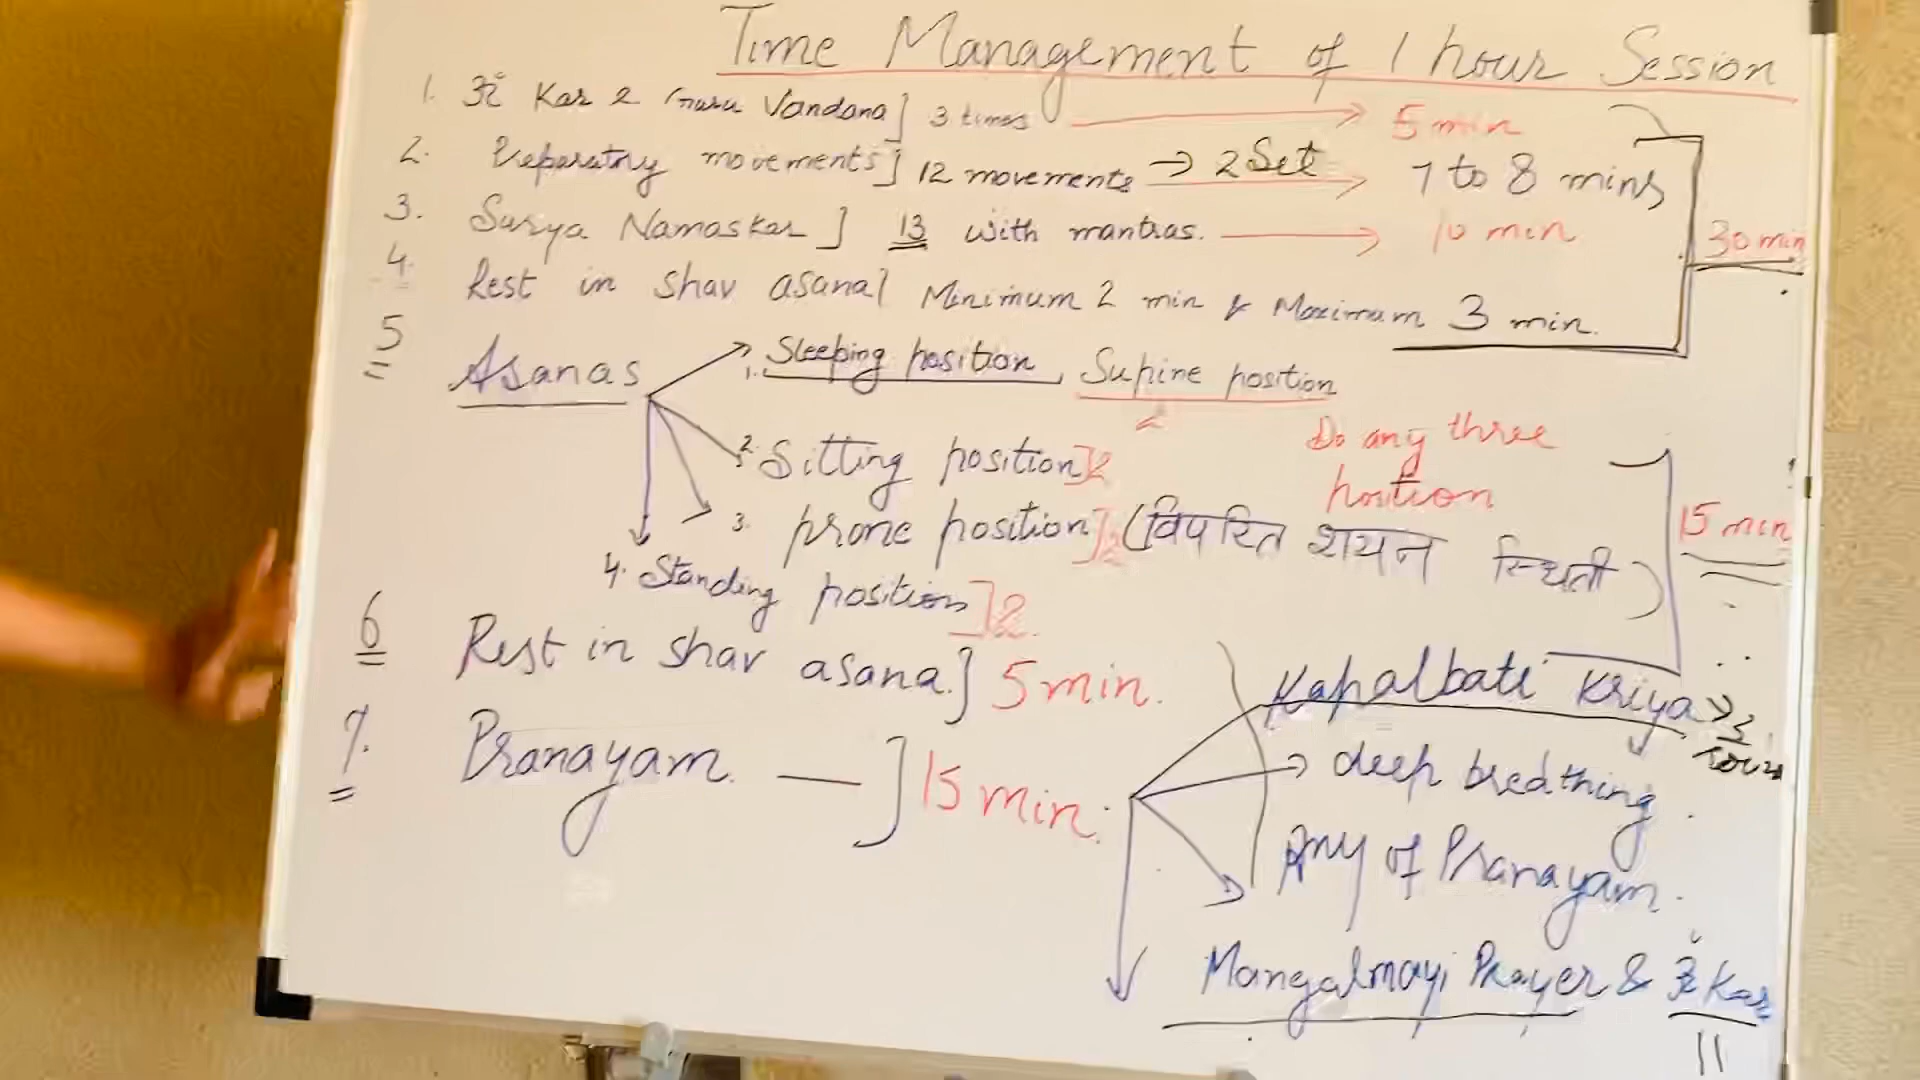 Time Management of 1 hour Session
1. ॐ Kar & Guru Vandana] 3 times → 5 min
2. Preparatory movements] 12 movements → 2 Set → 7 to 8 mins
3. Surya Namaskar] 13 with mantras. → 10 min
30 min
4. Rest in Shav asana] Minimum 2 min & Maximum 3 min.
5 Asanas
1. Sleeping position, Supine position
2
Do any three position
2. Sitting position]2
3. prone position]2 (विपरित शयन स्थिती)
15 min
4. Standing position]2
6 Rest in Shav asana.] 5 min.
7. Pranayam. — ] 15 min.
Kapalbati Kriya → 3
→ deep breathing.
Any of Pranayam.
Mangalmayi Prayer & ॐ Kar